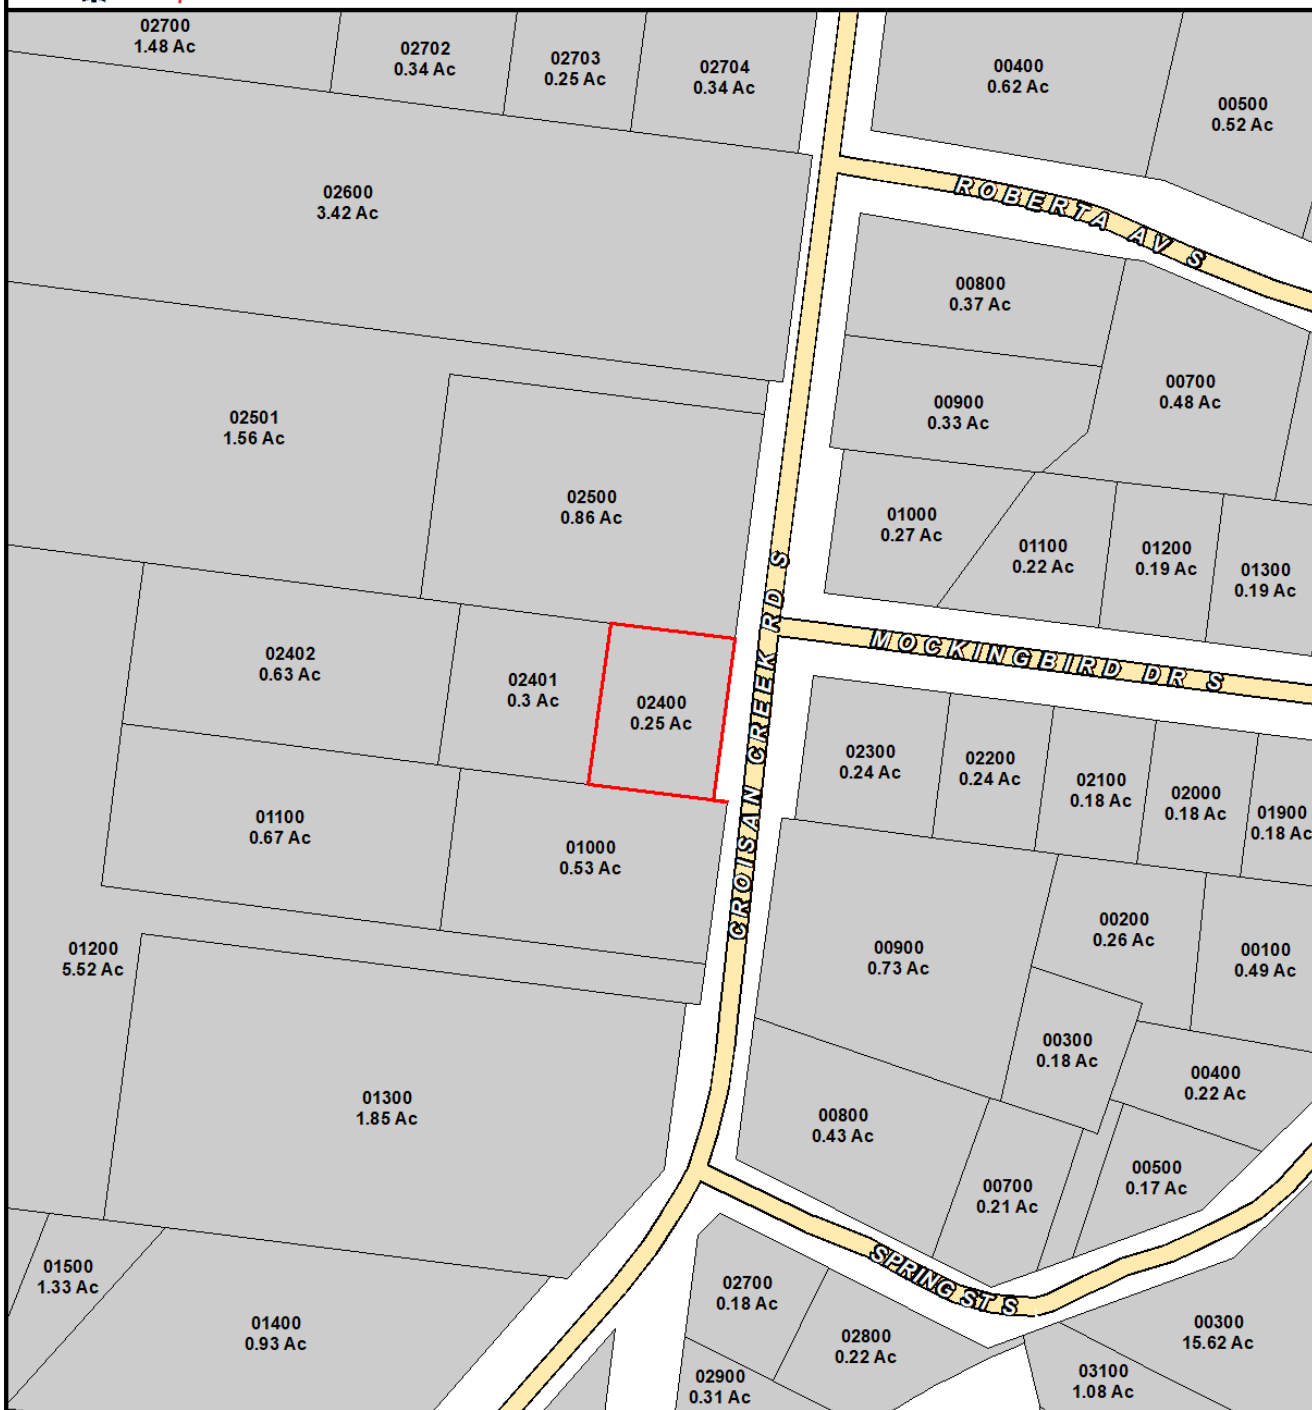 02700
1.48 Ac
02702
0.34 Ac
02703
0.25 Ac
02704
0.34 Ac
00400
0.62 Ac
00500
0.52 Ac
02600
3.42 Ac
ROBERTA AV S
00800
0.37 Ac
00700
0.48 Ac
00900
0.33 Ac
02501
1.56 Ac
02500
0.86 Ac
01000
0.27 Ac
01100
0.22 Ac
01200
0.19 Ac
01300
0.19 Ac
CROISAN CREEK RD S
MOCKINGBIRD DR S
02402
0.63 Ac
02401
0.3 Ac
02400
0.25 Ac
02300
0.24 Ac
02200
0.24 Ac
02100
0.18 Ac
02000
0.18 Ac
01900
0.18 Ac
01100
0.67 Ac
01000
0.53 Ac
00200
0.26 Ac
00100
0.49 Ac
00900
0.73 Ac
01200
5.52 Ac
00300
0.18 Ac
00400
0.22 Ac
01300
1.85 Ac
00800
0.43 Ac
00700
0.21 Ac
00500
0.17 Ac
01500
1.33 Ac
SPRING ST S
02700
0.18 Ac
01400
0.93 Ac
02800
0.22 Ac
00300
15.62 Ac
02900
0.31 Ac
03100
1.08 Ac